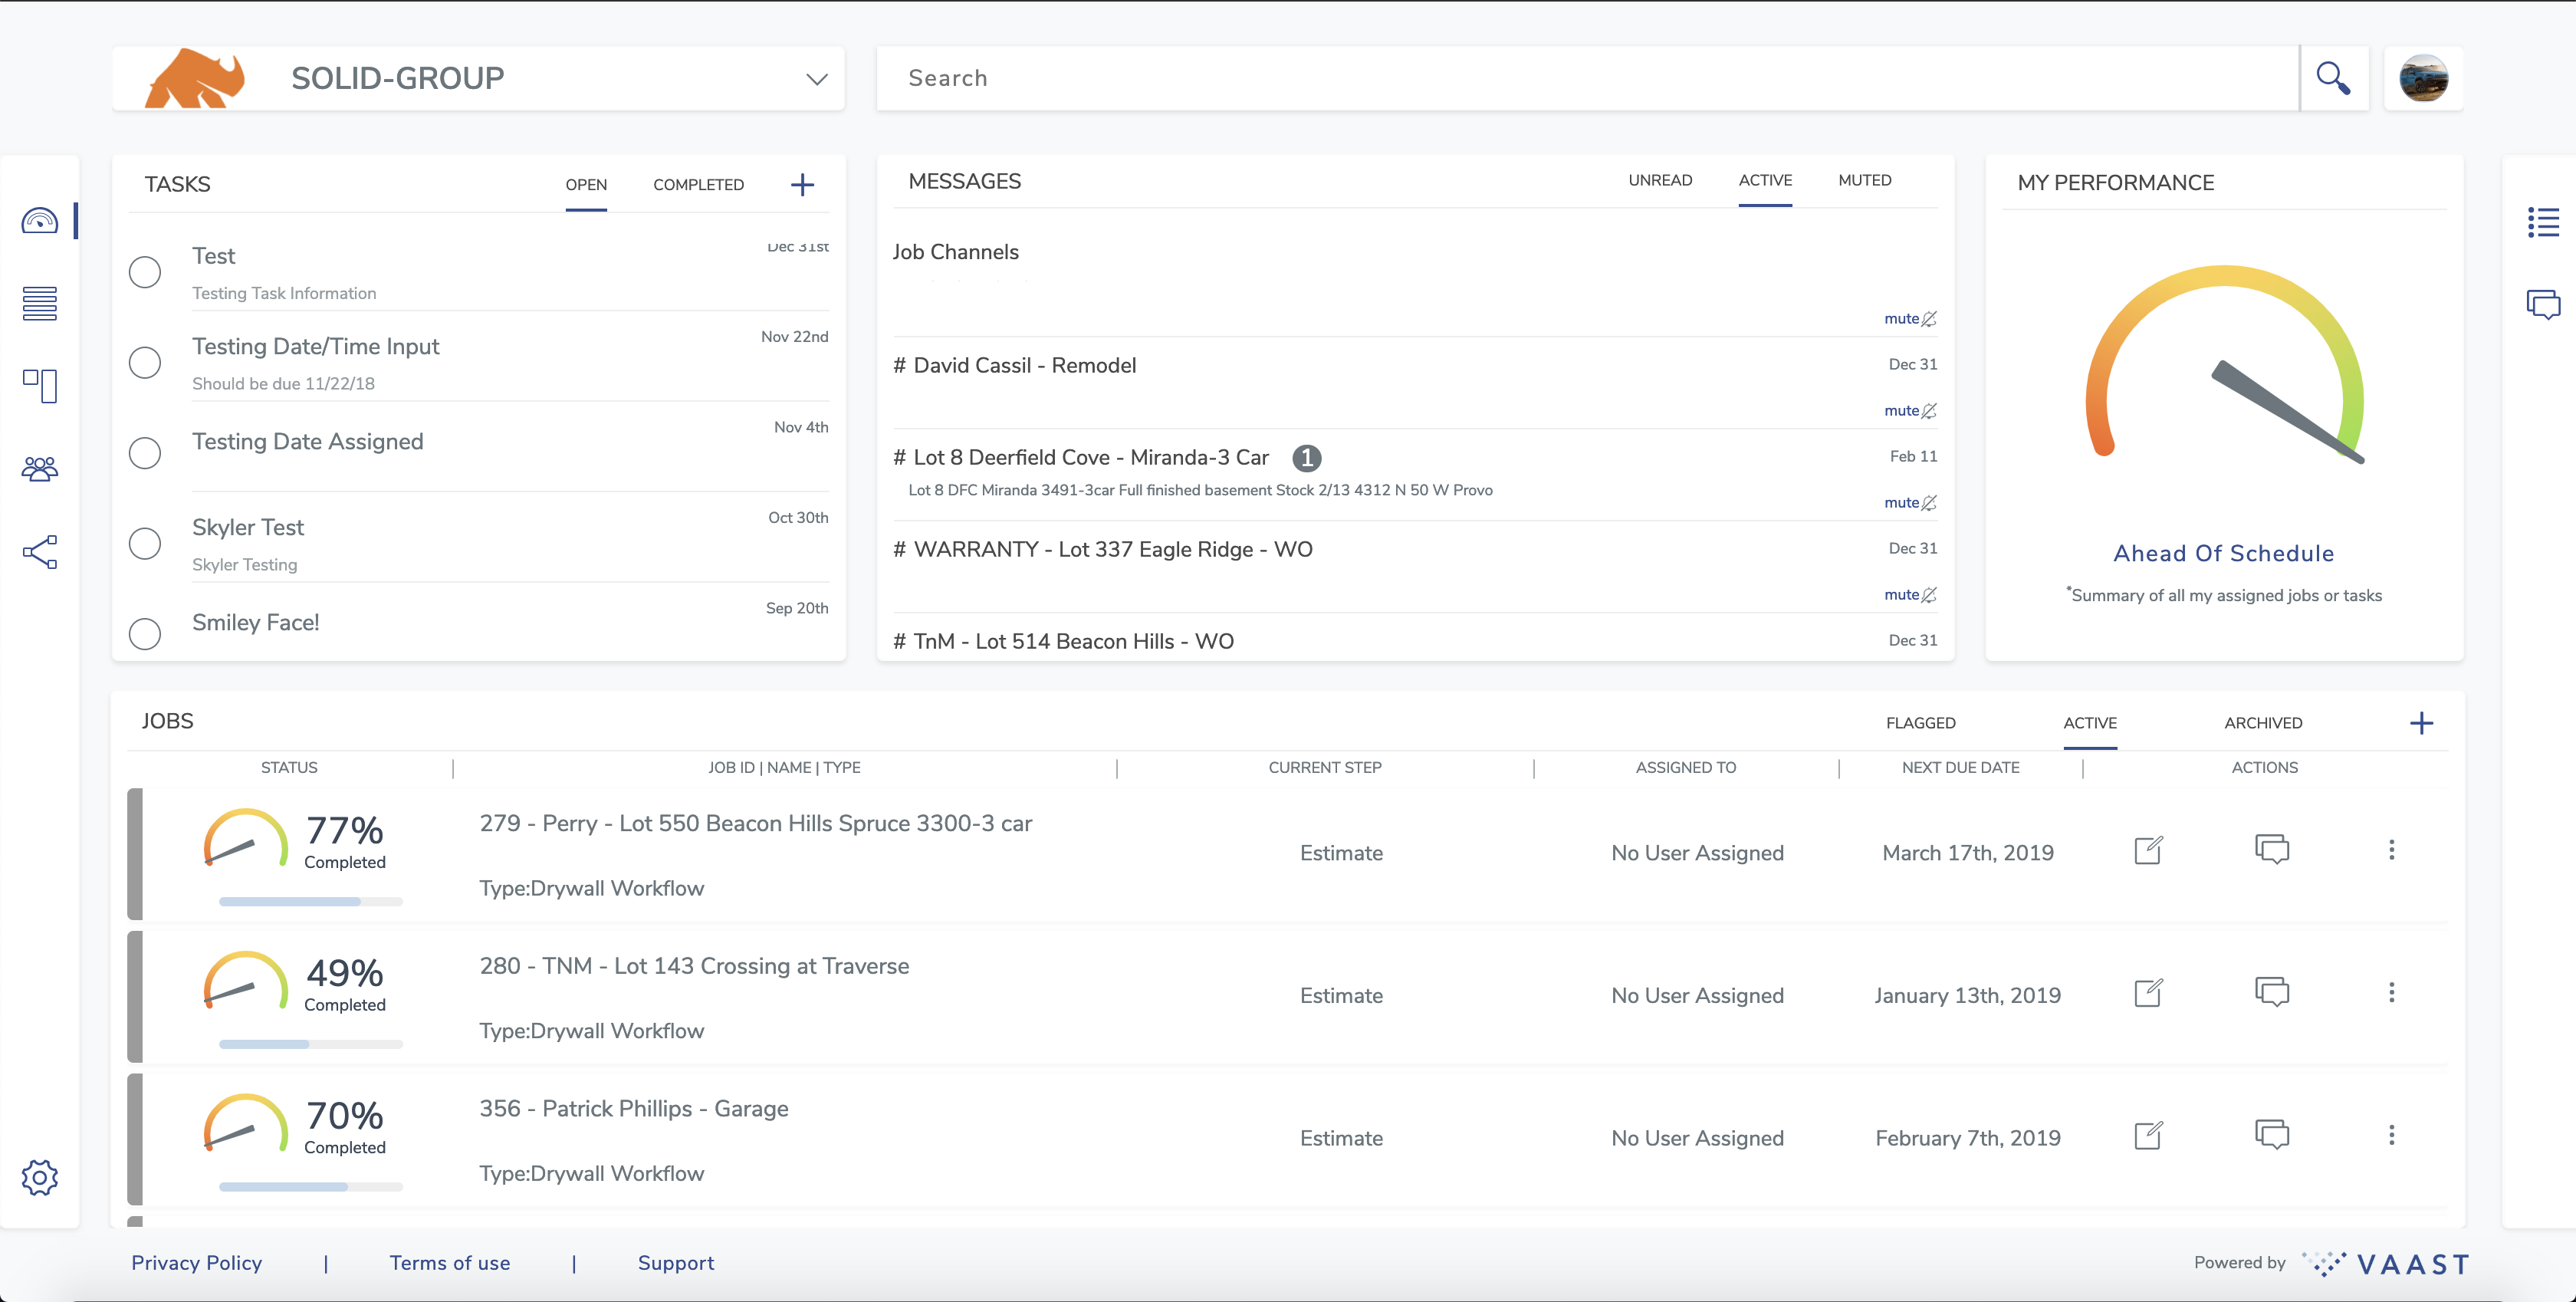 SOLID-GROUP
Search
TASKS
OPEN
COMPLETED
Test
Dec 31st
Testing Task Information
Testing Date/Time Input
Nov 22nd
Should be due 11/22/18
Testing Date Assigned
Nov 4th
Skyler Test
Oct 30th
Skyler Testing
Smiley Face!
Sep 20th
MESSAGES
UNREAD
ACTIVE
MUTED
Job Channels
mute
# David Cassil - Remodel
Dec 31
mute
# Lot 8 Deerfield Cove - Miranda-3 Car
1
Feb 11
Lot 8 DFC Miranda 3491-3car Full finished basement Stock 2/13 4312 N 50 W Provo
mute
# WARRANTY - Lot 337 Eagle Ridge - WO
Dec 31
mute
# TnM - Lot 514 Beacon Hills - WO
Dec 31
MY PERFORMANCE
Ahead Of Schedule
*Summary of all my assigned jobs or tasks
JOBS
FLAGGED
ACTIVE
ARCHIVED
STATUS | JOB ID | NAME | TYPE | CURRENT STEP | ASSIGNED TO | NEXT DUE DATE | ACTIONS
77%
Completed
279 - Perry - Lot 550 Beacon Hills Spruce 3300-3 car
Type:Drywall Workflow
Estimate
No User Assigned
March 17th, 2019
49%
Completed
280 - TNM - Lot 143 Crossing at Traverse
Type:Drywall Workflow
Estimate
No User Assigned
January 13th, 2019
70%
Completed
356 - Patrick Phillips - Garage
Type:Drywall Workflow
Estimate
No User Assigned
February 7th, 2019
Privacy Policy | Terms of use | Support
Powered by VAAST